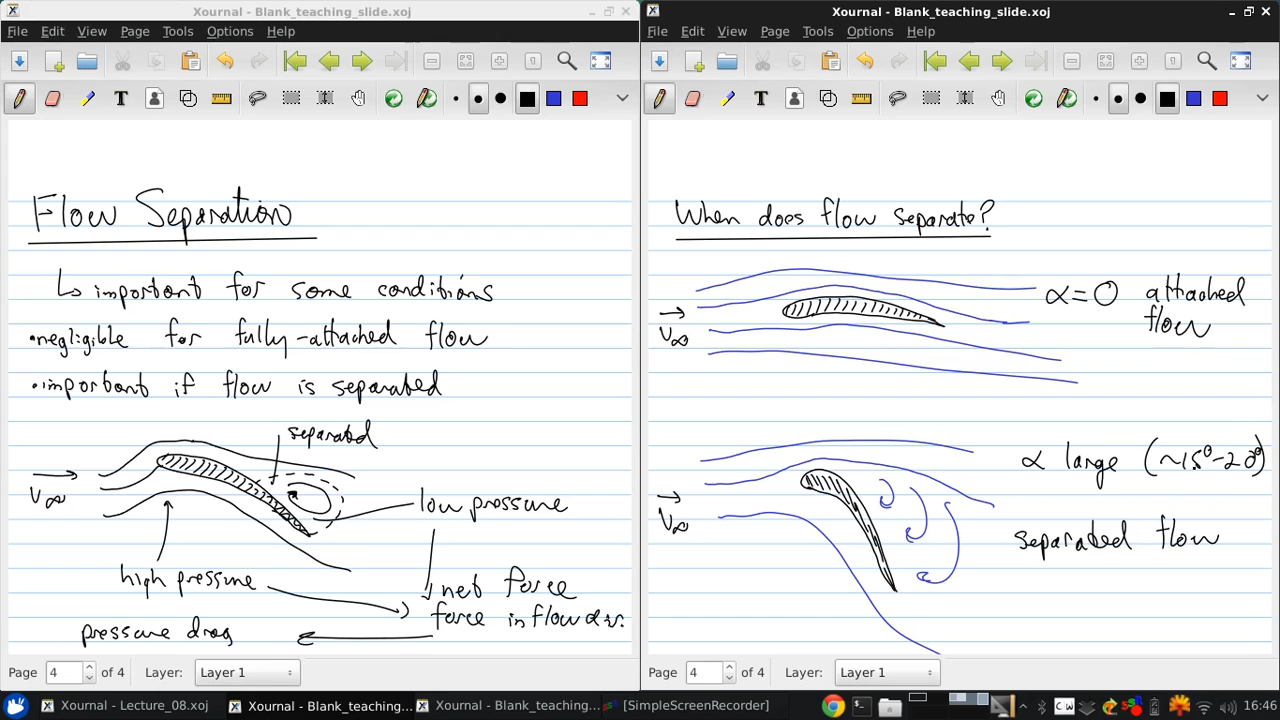 Xournal - Blank_teaching_slide.xoj
File Edit View Page Tools Options Help
Flow Separation
↳ important for some conditions
•negligible for fully-attached flow
•important if flow is separated
separated
V∞
low pressure
high pressure
net force
force in flow dir.
pressure drag
Page 4 of 4 Layer: Layer 1
Xournal - Blank_teaching_slide.xoj
File Edit View Page Tools Options Help
When does flow separate?
α=0 attached
flow
V∞
α large (~15°-20°)
V∞
separated flow
Page 4 of 4 Layer: Layer 1
Xournal - Lecture_08.xoj Xournal - Blank_teaching... Xournal - Blank_teaching... [SimpleScreenRecorder] 16:46